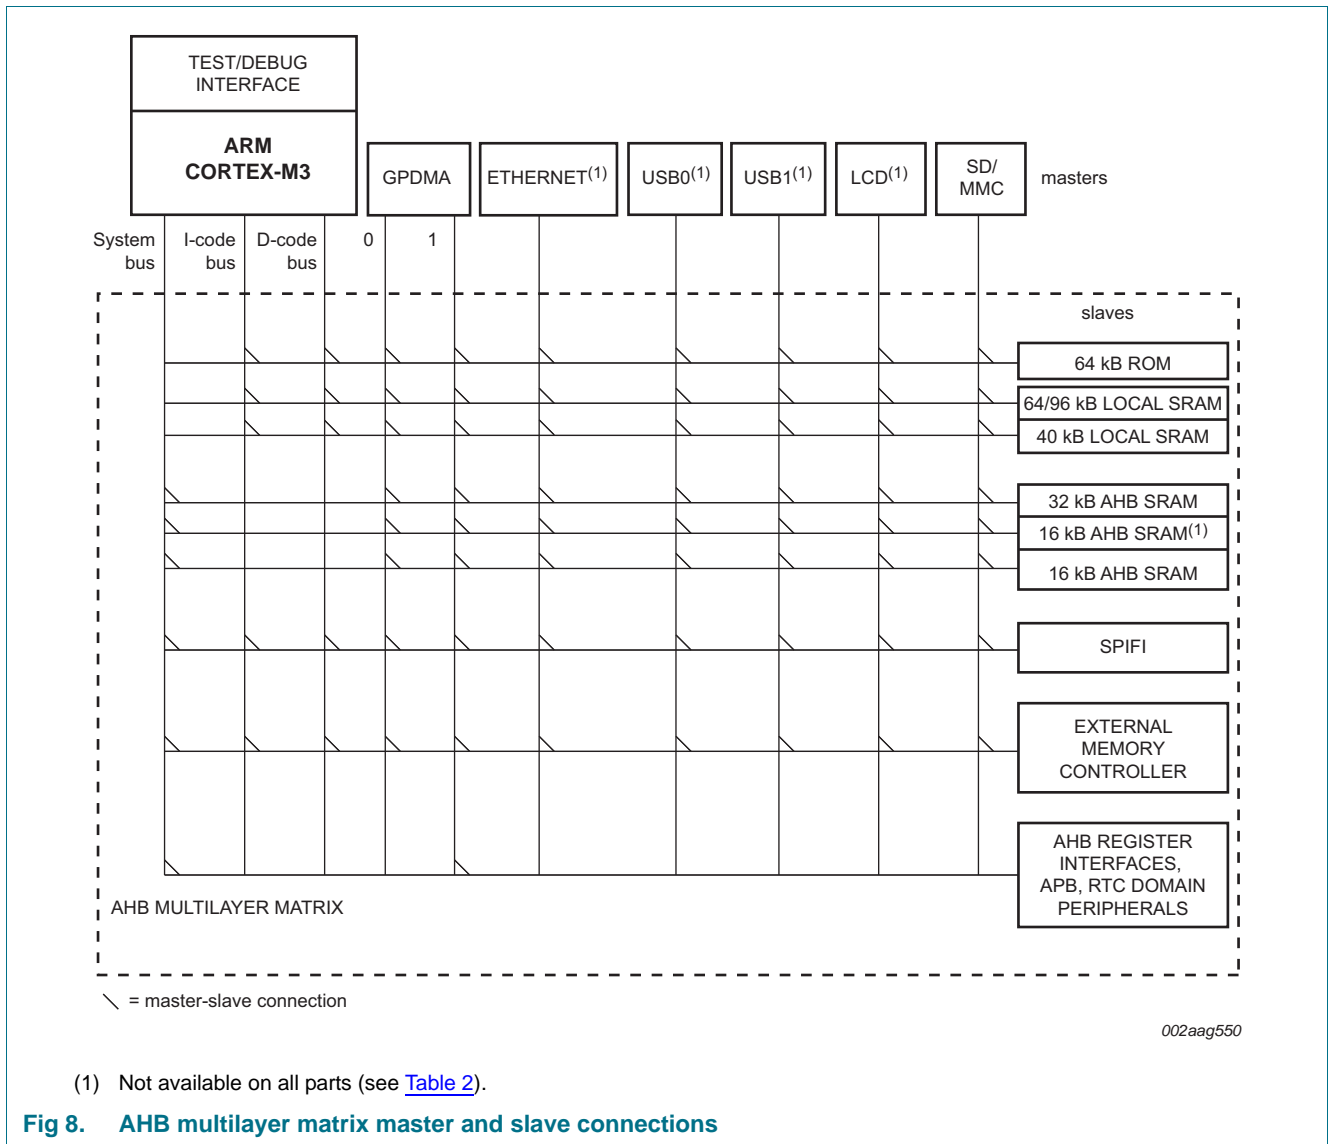 TEST/DEBUG
INTERFACE
ARM
CORTEX-M3
GPDMA
ETHERNET(1)
USB0(1)
USB1(1)
LCD(1)
SD/
MMC
masters
System
bus
I-code
bus
D-code
bus
0
1
slaves
64 kB ROM
64/96 kB LOCAL SRAM
40 kB LOCAL SRAM
32 kB AHB SRAM
16 kB AHB SRAM(1)
16 kB AHB SRAM
SPIFI
EXTERNAL
MEMORY
CONTROLLER
AHB REGISTER
INTERFACES,
APB, RTC DOMAIN
PERIPHERALS
AHB MULTILAYER MATRIX
= master-slave connection
002aag550
(1) Not available on all parts (see Table 2).
Fig 8. AHB multilayer matrix master and slave connections